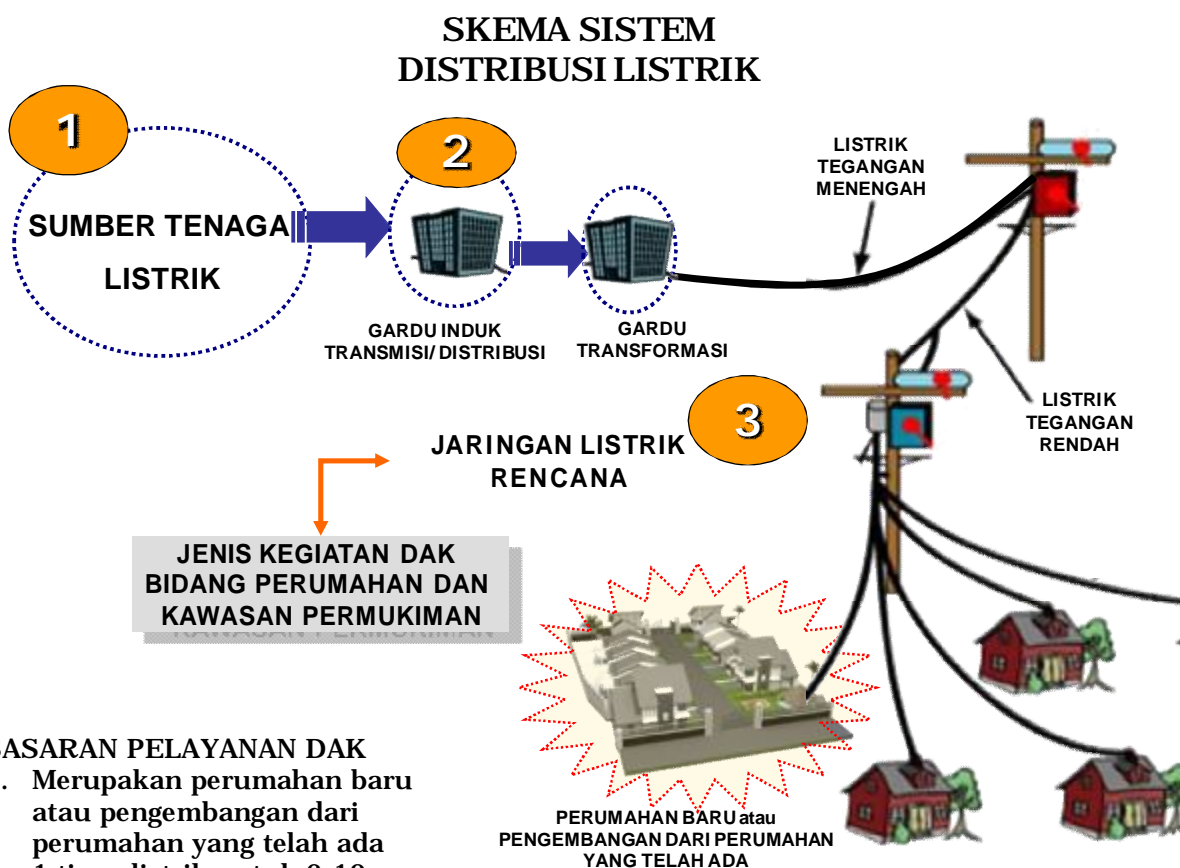 SKEMA SISTEM
DISTRIBUSI LISTRIK
1
SUMBER TENAGA
LISTRIK
2
GARDU INDUK
TRANSMISI/ DISTRIBUSI
GARDU
TRANSFORMASI
LISTRIK
TEGANGAN
MENENGAH
LISTRIK
TEGANGAN
RENDAH
3
JARINGAN LISTRIK
RENCANA
JENIS KEGIATAN DAK
BIDANG PERUMAHAN DAN
KAWASAN PERMUKIMAN
SASARAN PELAYANAN DAK
. Merupakan perumahan baru
atau pengembangan dari
perumahan yang telah ada
PERUMAHAN BARU atau
PENGEMBANGAN DARI PERUMAHAN
YANG TELAH ADA